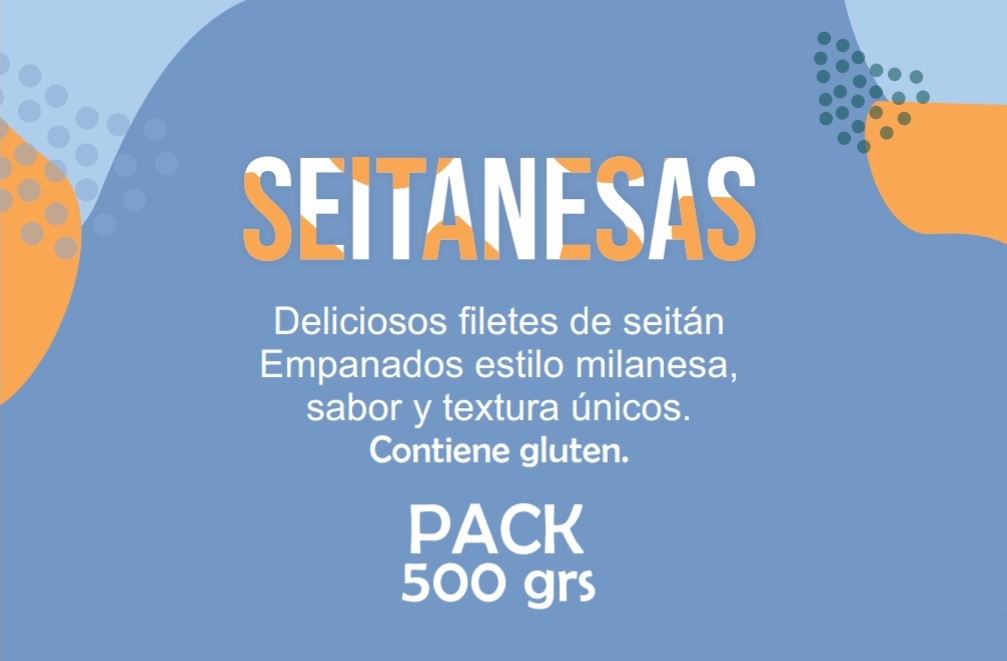 SEITANESAS
Deliciosos filetes de seitán
Empanados estilo milanesa,
sabor y textura únicos.
Contiene gluten.
PACK
500 grs